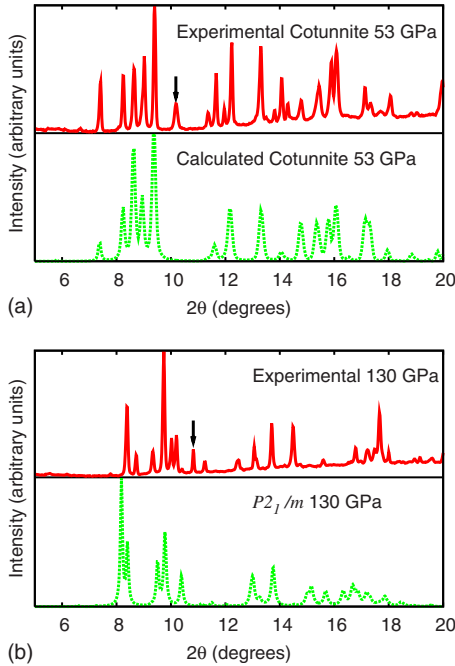 Experimental Cotunnite 53 GPa
Calculated Cotunnite 53 GPa
Intensity (arbitrary units)
6 8 10 12 14 16 18 20
2θ (degrees)
(a)
Experimental 130 GPa
P2₁/m 130 GPa
Intensity (arbitrary units)
6 8 10 12 14 16 18 20
2θ (degrees)
(b)